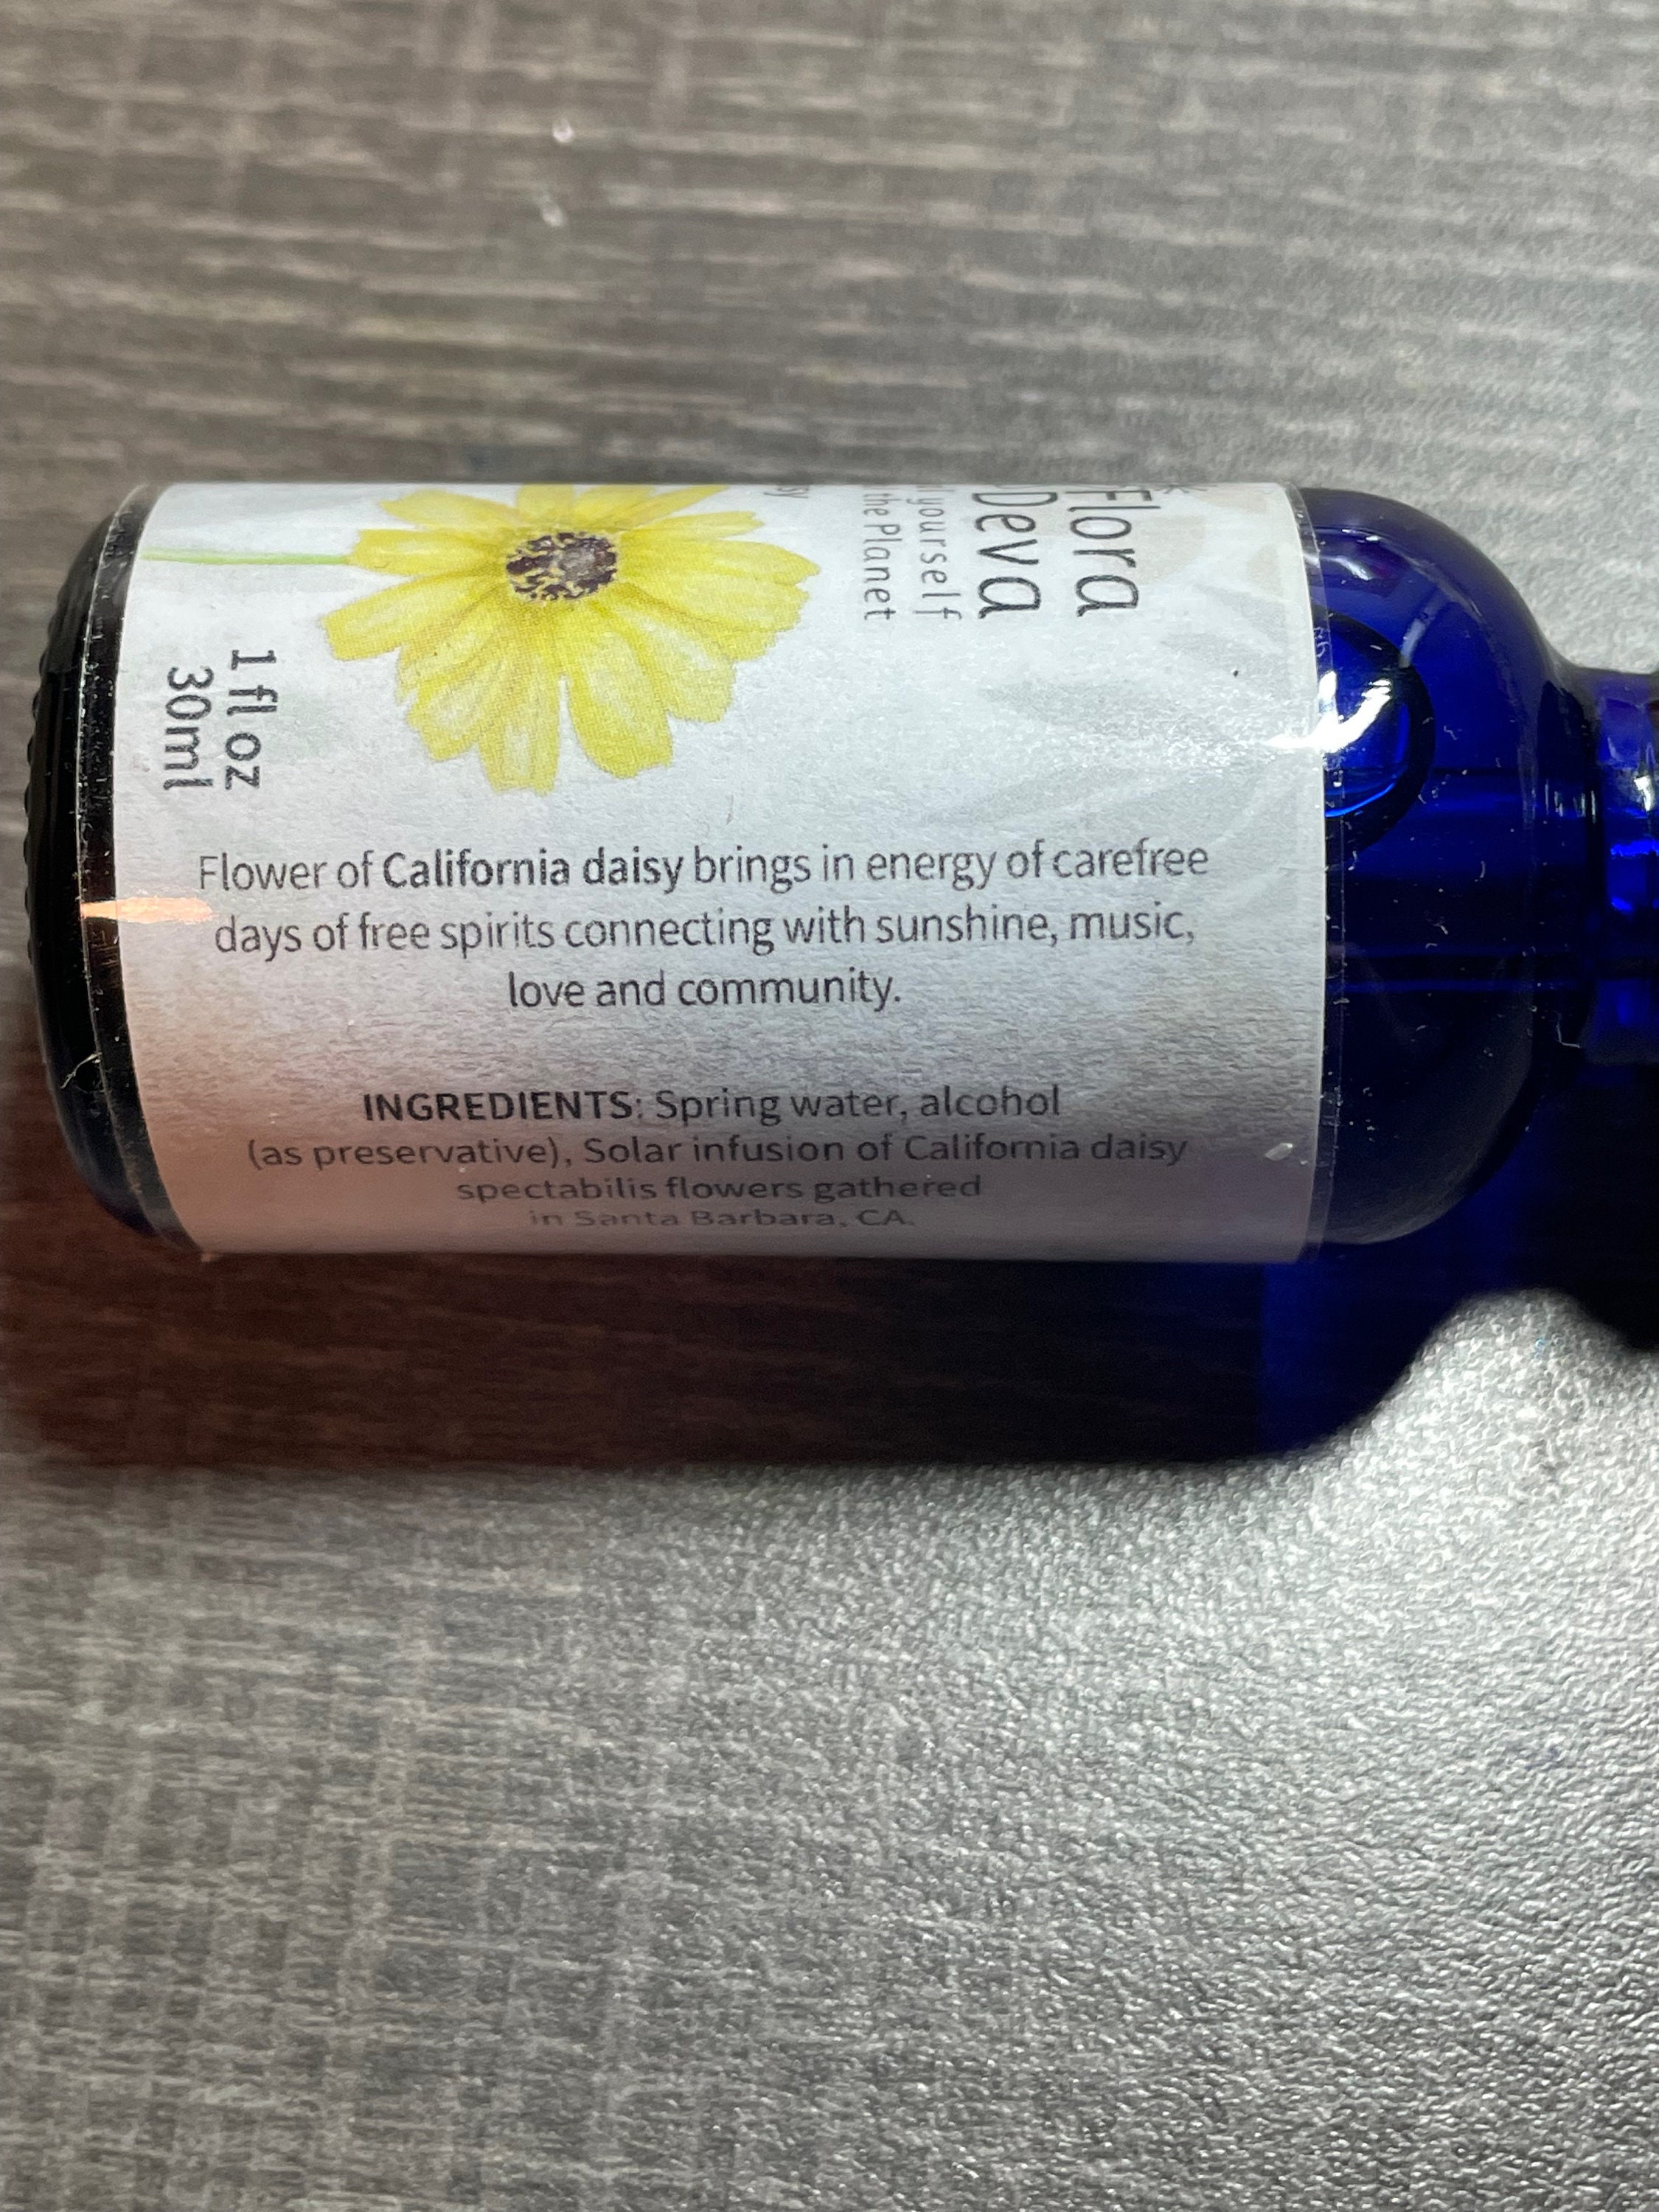 Flora
Deva
yourself
the Planet
1 fl oz
30ml
Flower of California daisy brings in energy of carefree
days of free spirits connecting with sunshine, music,
love and community.
INGREDIENTS: Spring water, alcohol
(as preservative), Solar infusion of California daisy
spectabilis flowers gathered
in Santa Barbara, CA.